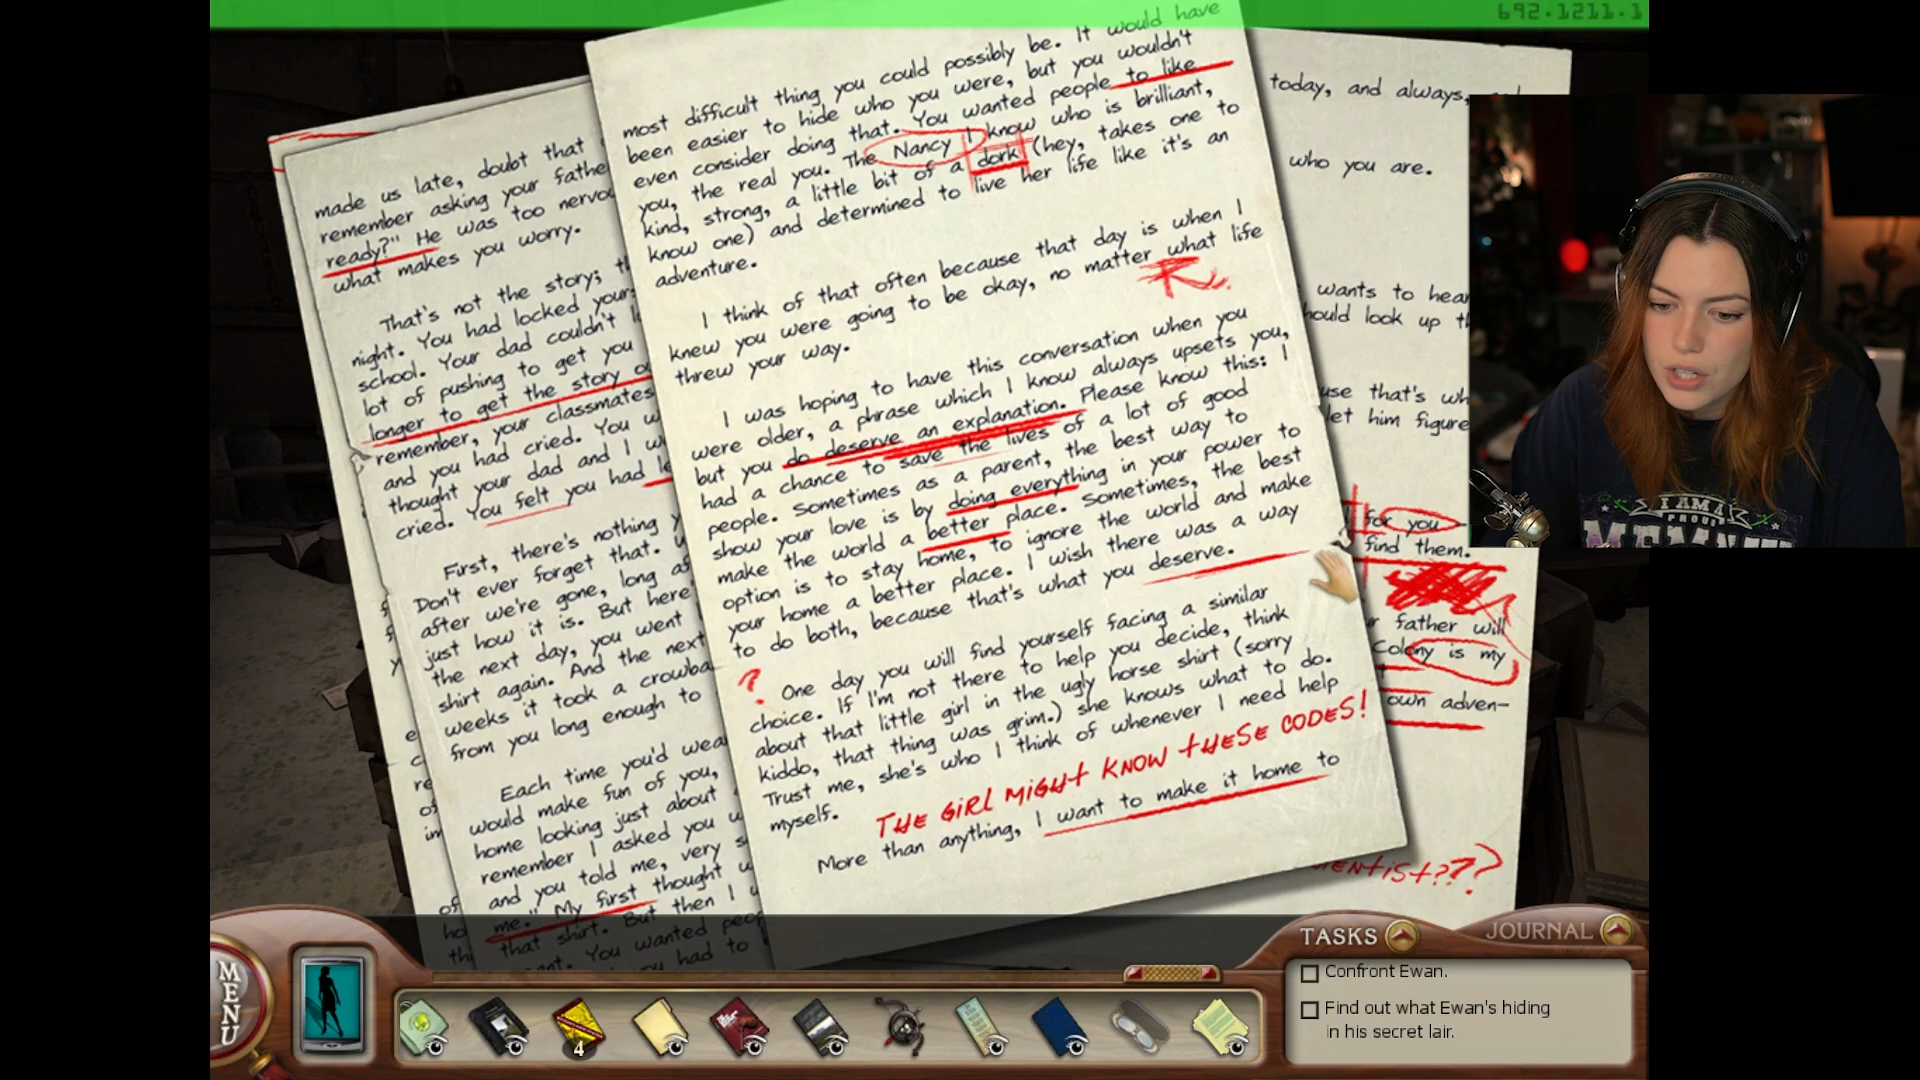 692.1211.1
made us late, doubt that
remember asking your fathe
ready?" He was too nervou
what makes you worry.
That's not the story; t
night. You had locked yours
school. Your dad couldn't l
lot of pushing to get you
longer to get the story o
remember, your classmates
and you had cried. You w
thought your dad and I w
cried. You felt you had le
First, there's nothing y
Don't ever forget that.
after we're gone, long af
just how it is. But here
the next day, you went
shirt again. And the next
weeks it took a crowba
from you long enough to
Each time you'd wea
would make fun of you,
home looking just about
remember I asked you w
and you told me, very s
me." My first thought w
that shirt. But then I w
want. You wanted peop
you had to
most difficult thing you could possibly be. It would have
been easier to hide who you were, but you wouldn't
even consider doing that. You wanted people to like
you, the real you. The Nancy I know who is brilliant,
kind, strong, a little bit of a dork (hey, takes one to
know one) and determined to live her life like it's an
adventure.
I think of that often because that day is when I
knew you were going to be okay, no matter what life
threw your way.
I was hoping to have this conversation when you
were older, a phrase which I know always upsets you,
but you do deserve an explanation. Please know this: I
had a chance to save the lives of a lot of good
people. Sometimes as a parent, the best way to
show your love is by doing everything in your power to
make the world a better place. Sometimes, the best
option is to stay home, to ignore the world and make
your home a better place. I wish there was a way
to do both, because that's what you deserve.
? One day you will find yourself facing a similar
choice. If I'm not there to help you decide, think
about that little girl in the ugly horse shirt (sorry
kiddo, that thing was grim.) she knows what to do.
Trust me, she's who I think of whenever I need help
myself.
THE GIRL MIGHT KNOW THESE CODES!
More than anything, I want to make it home to
today, and always,
who you are.
wants to hear
hould look up th
use that's wh
let him figure
for you
find them.
r father will
Colony is my
own adven-
ENTIST???
I AM A
PROUD
MENU
4
TASKS
JOURNAL
Confront Ewan.
Find out what Ewan's hiding
in his secret lair.